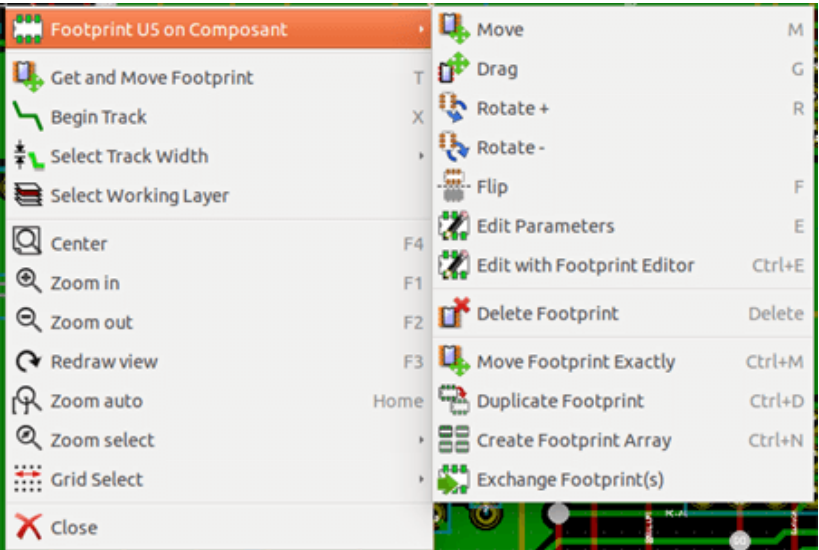 Footprint U5 on Composant
Get and Move Footprint T
Begin Track X
Select Track Width
Select Working Layer
Center F4
Zoom in F1
Zoom out F2
Redraw view F3
Zoom auto Home
Zoom select
Grid Select
Close
Move M
Drag G
Rotate + R
Rotate -
Flip F
Edit Parameters E
Edit with Footprint Editor Ctrl+E
Delete Footprint Delete
Move Footprint Exactly Ctrl+M
Duplicate Footprint Ctrl+D
Create Footprint Array Ctrl+N
Exchange Footprint(s)